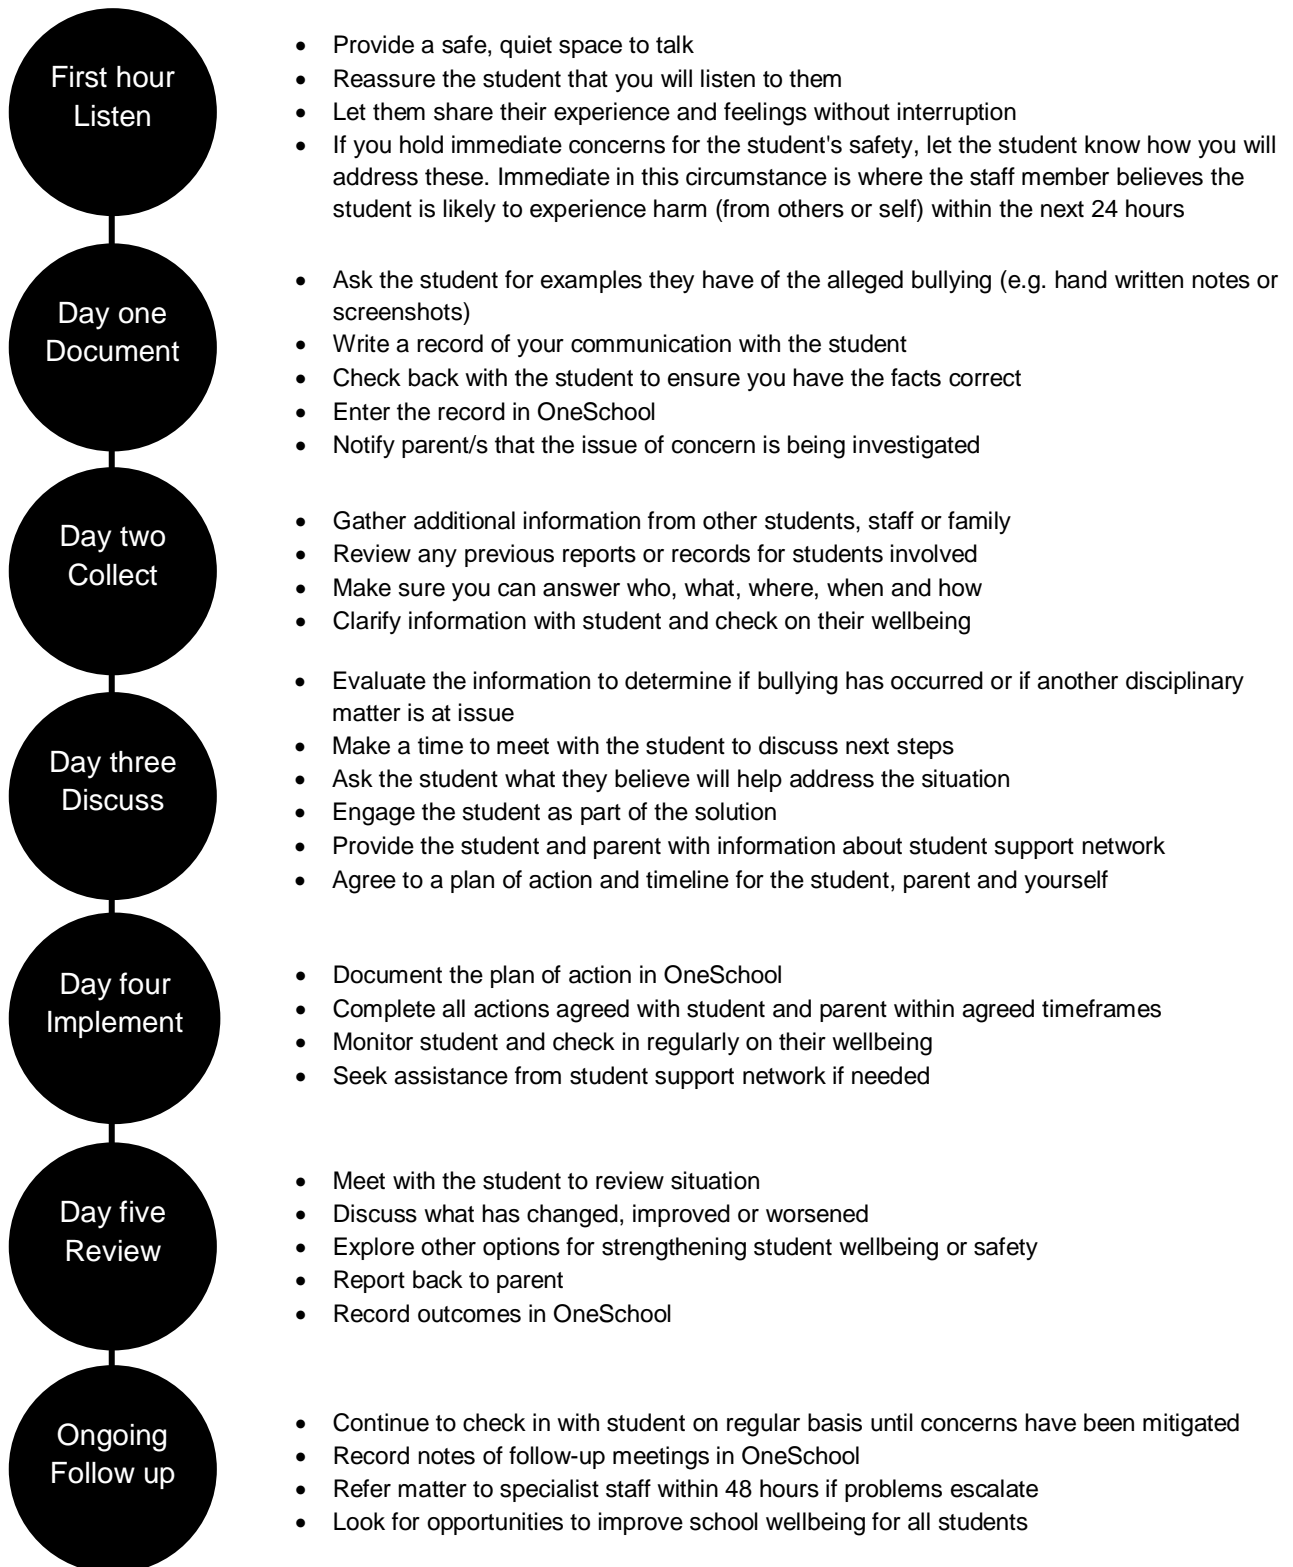 First hour
Listen
• Provide a safe, quiet space to talk
• Reassure the student that you will listen to them
• Let them share their experience and feelings without interruption
• If you hold immediate concerns for the student's safety, let the student know how you will
address these. Immediate in this circumstance is where the staff member believes the
student is likely to experience harm (from others or self) within the next 24 hours
Day one
Document
• Ask the student for examples they have of the alleged bullying (e.g. hand written notes or
screenshots)
• Write a record of your communication with the student
• Check back with the student to ensure you have the facts correct
• Enter the record in OneSchool
• Notify parent/s that the issue of concern is being investigated
Day two
Collect
• Gather additional information from other students, staff or family
• Review any previous reports or records for students involved
• Make sure you can answer who, what, where, when and how
• Clarify information with student and check on their wellbeing
Day three
Discuss
• Evaluate the information to determine if bullying has occurred or if another disciplinary
matter is at issue
• Make a time to meet with the student to discuss next steps
• Ask the student what they believe will help address the situation
• Engage the student as part of the solution
• Provide the student and parent with information about student support network
• Agree to a plan of action and timeline for the student, parent and yourself
Day four
Implement
• Document the plan of action in OneSchool
• Complete all actions agreed with student and parent within agreed timeframes
• Monitor student and check in regularly on their wellbeing
• Seek assistance from student support network if needed
Day five
Review
• Meet with the student to review situation
• Discuss what has changed, improved or worsened
• Explore other options for strengthening student wellbeing or safety
• Report back to parent
• Record outcomes in OneSchool
Ongoing
Follow up
• Continue to check in with student on regular basis until concerns have been mitigated
• Record notes of follow-up meetings in OneSchool
• Refer matter to specialist staff within 48 hours if problems escalate
• Look for opportunities to improve school wellbeing for all students